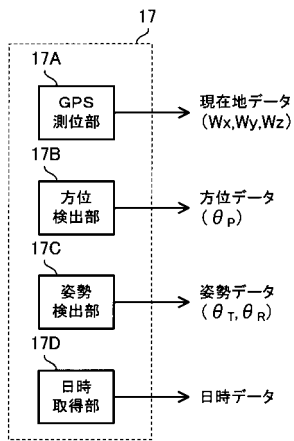 17
17A
GPS
測位部
現在地データ
(Wx,Wy,Wz)
17B
方位
検出部
方位データ
(θP)
17C
姿勢
検出部
姿勢データ
(θT,θR)
17D
日時
取得部
日時データ